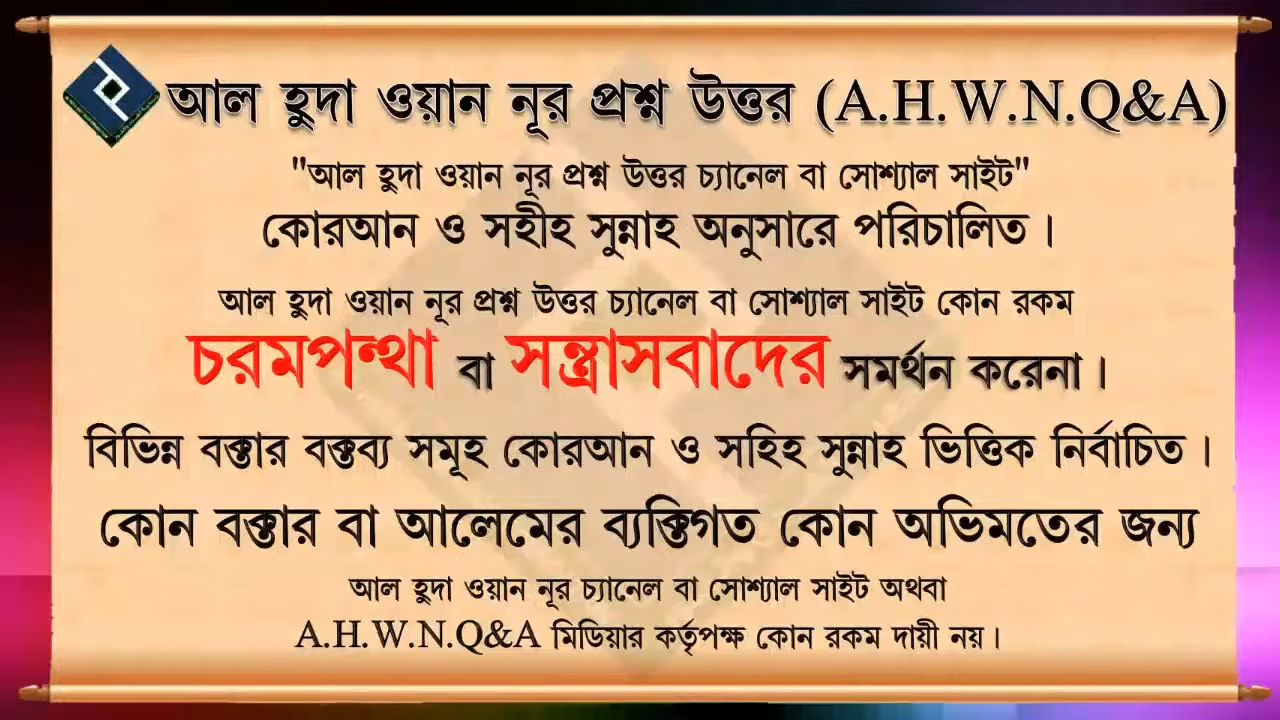 আল হুদা ওয়ান নূর প্রশ্ন উত্তর (A.H.W.N.Q&A)
"আল হুদা ওয়ান নূর প্রশ্ন উত্তর চ্যানেল বা সোশ্যাল সাইট"
কোরআন ও সহীহ সুন্নাহ অনুসারে পরিচালিত।
আল হুদা ওয়ান নূর প্রশ্ন উত্তর চ্যানেল বা সোশ্যাল সাইট কোন রকম
চরমপন্থা বা সন্ত্রাসবাদের সমর্থন করেনা।
বিভিন্ন বক্তার বক্তব্য সমূহ কোরআন ও সহিহ সুন্নাহ ভিত্তিক নির্বাচিত।
কোন বক্তার বা আলেমের ব্যক্তিগত কোন অভিমতের জন্য
আল হুদা ওয়ান নূর চ্যানেল বা সোশ্যাল সাইট অথবা
A.H.W.N.Q&A মিডিয়ার কর্তৃপক্ষ কোন রকম দায়ী নয়।